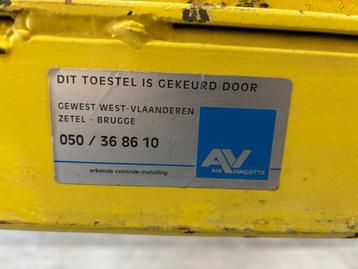 DIT TOESTEL IS GEKEURD DOOR
GEWEST WEST-VLAANDEREN
ZETEL - BRUGGE
050 / 36 86 10
erkende controle-instelling
AV
AIB VINÇOTTE